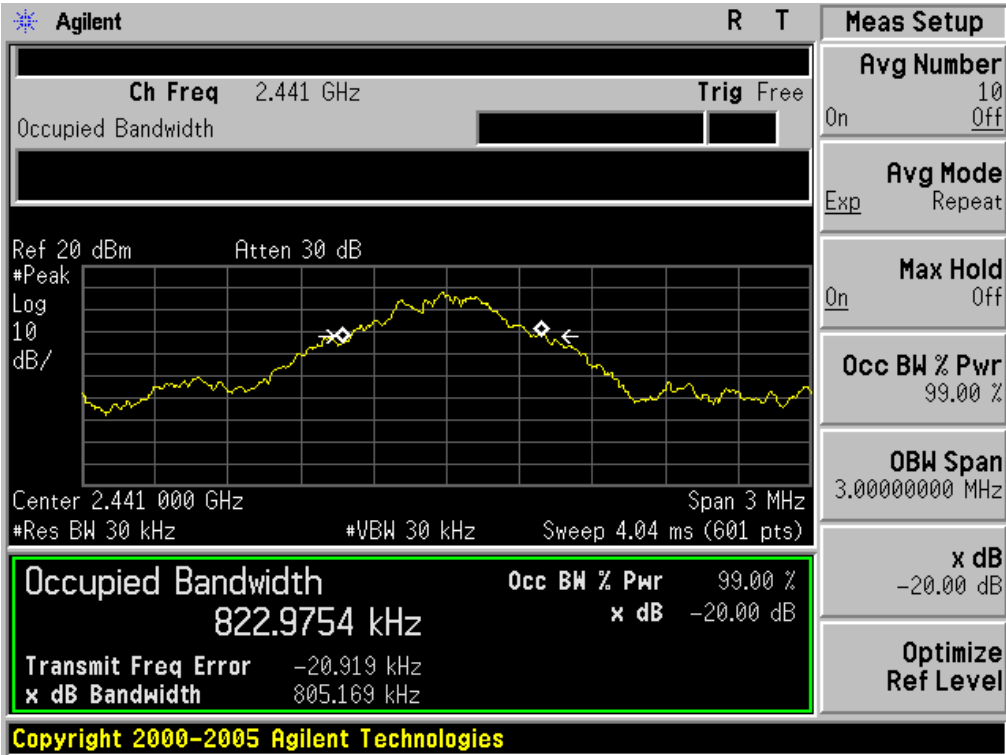 Agilent R T
Meas Setup
Ch Freq 2.441 GHz Trig Free
Occupied Bandwidth
Ref 20 dBm Atten 30 dB
#Peak
Log
10
dB/
Center 2.441 000 GHz Span 3 MHz
#Res BW 30 kHz #VBW 30 kHz Sweep 4.04 ms (601 pts)
Occupied Bandwidth Occ BW % Pwr 99.00 %
822.9754 kHz x dB -20.00 dB
Transmit Freq Error -20.919 kHz
x dB Bandwidth 805.169 kHz
Copyright 2000-2005 Agilent Technologies
Avg Number
10
On Off
Avg Mode
Exp Repeat
Max Hold
On Off
Occ BW % Pwr
99.00 %
OBW Span
3.00000000 MHz
x dB
-20.00 dB
Optimize
Ref Level